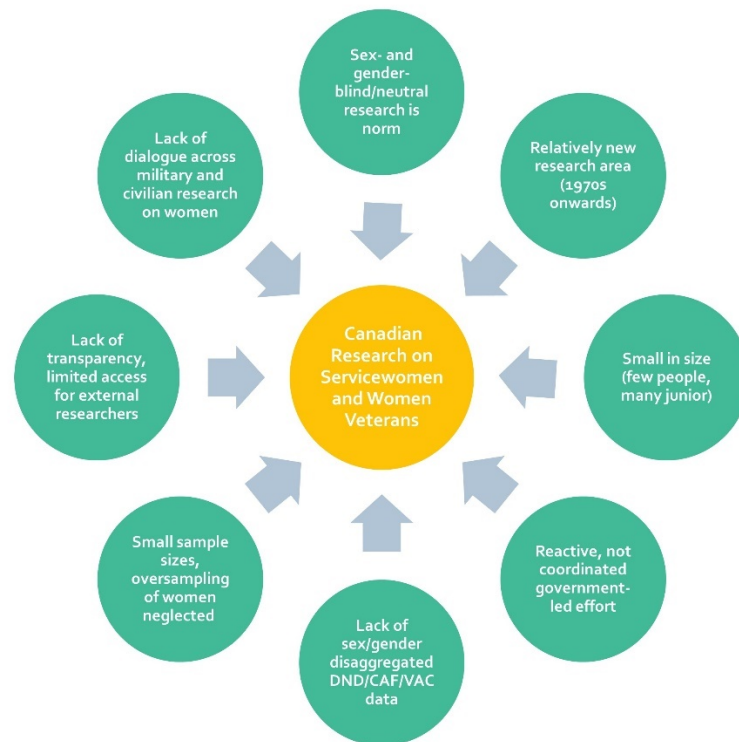 Sex- and
gender-
blind/neutral
research is
norm
Relatively new
research area
(1970s
onwards)
Small in size
(few people,
many junior)
Reactive, not
coordinated
government-
led effort
Lack of
sex/gender
disaggregated
DND/CAF/VAC
data
Small sample
sizes,
oversampling
of women
neglected
Lack of
transparency,
limited access
for external
researchers
Lack of
dialogue across
military and
civilian research
on women
Canadian
Research on
Servicewomen
and Women
Veterans